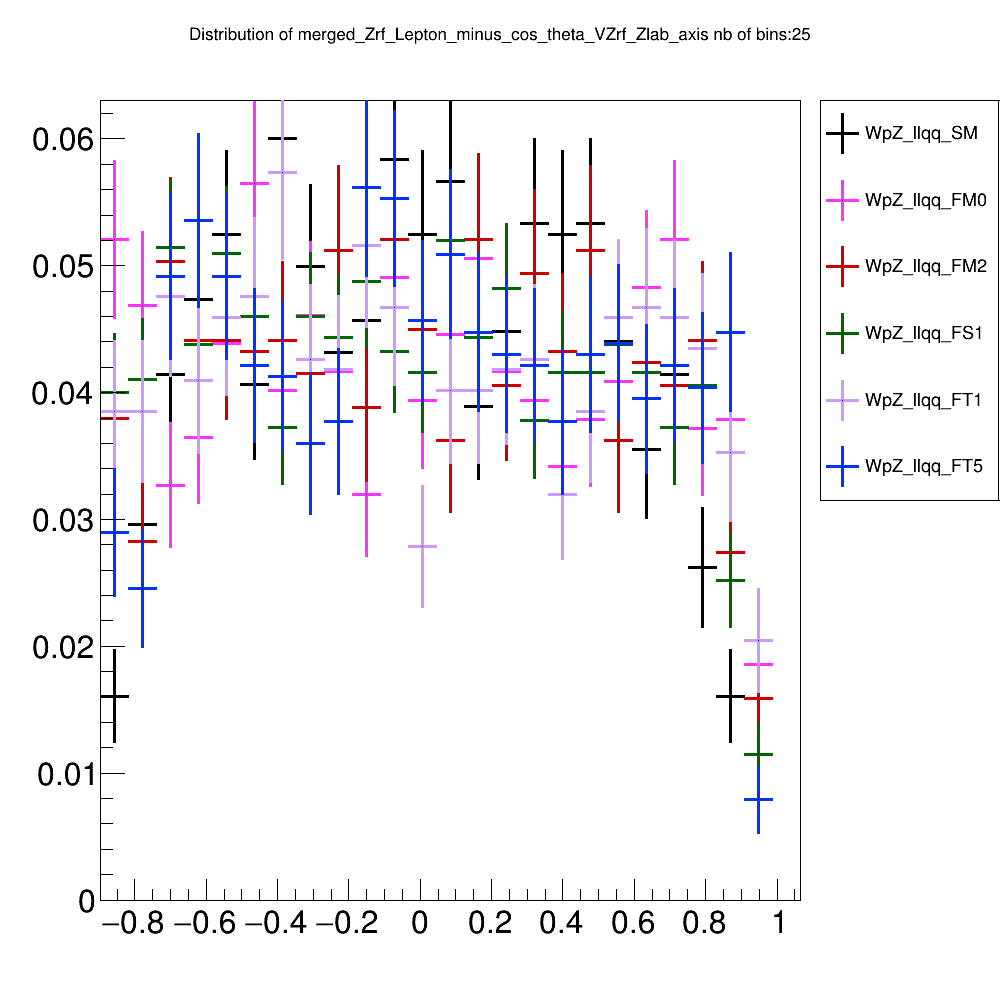 Distribution of merged_Zrf_Lepton_minus_cos_theta_VZrf_Zlab_axis nb of bins:25
0.06
0.05
0.04
0.03
0.02
0.01
0
−0.8 −0.6 −0.4 −0.2 0 0.2 0.4 0.6 0.8 1
WpZ_llqq_SM
WpZ_llqq_FM0
WpZ_llqq_FM2
WpZ_llqq_FS1
WpZ_llqq_FT1
WpZ_llqq_FT5